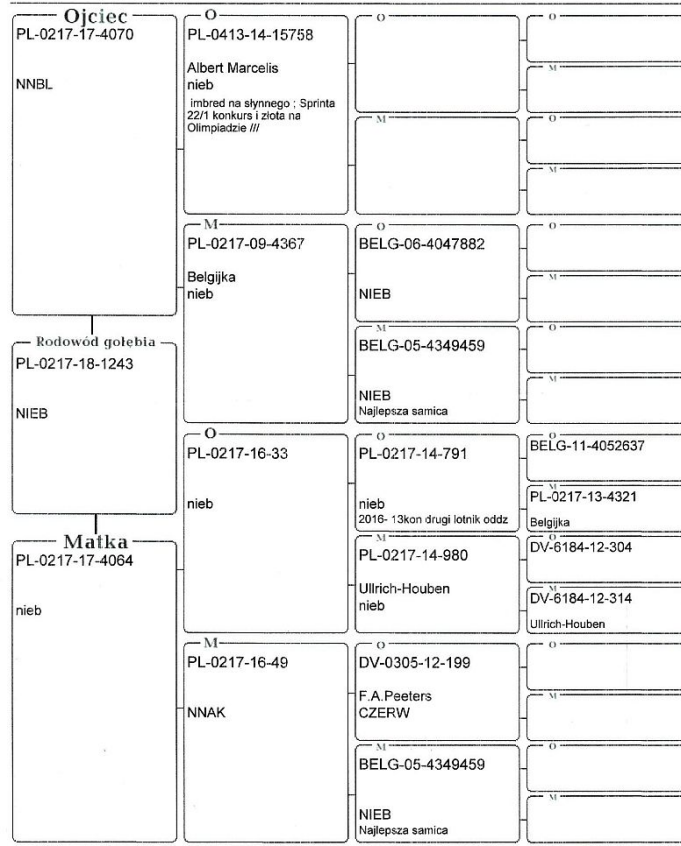 Ojciec
PL-0217-17-4070
NNBL
Rodowód gołębia
PL-0217-18-1243
NIEB
Matka
PL-0217-17-4064
nieb
O
PL-0413-14-15758
Albert Marcelis
nieb
imbred na słynnego ; Sprinta
22/1 konkurs i złota na
Olimpiadzie ///
M
PL-0217-09-4367
Belgijka
nieb
O
PL-0217-16-33
nieb
M
PL-0217-16-49
NNAK
O
M
O
BELG-06-4047882
NIEB
M
BELG-05-4349459
NIEB
Najlepsza samica
O
PL-0217-14-791
nieb
2016- 13kon drugi lotnik oddz
M
PL-0217-14-980
Ullrich-Houben
nieb
O
DV-0305-12-199
F.A.Peeters
CZERW
M
BELG-05-4349459
NIEB
Najlepsza samica
O
M
O
M
O
M
O
M
O
BELG-11-4052637
M
PL-0217-13-4321
Belgijka
O
DV-6184-12-304
M
DV-6184-12-314
Ullrich-Houben
O
M
O
M